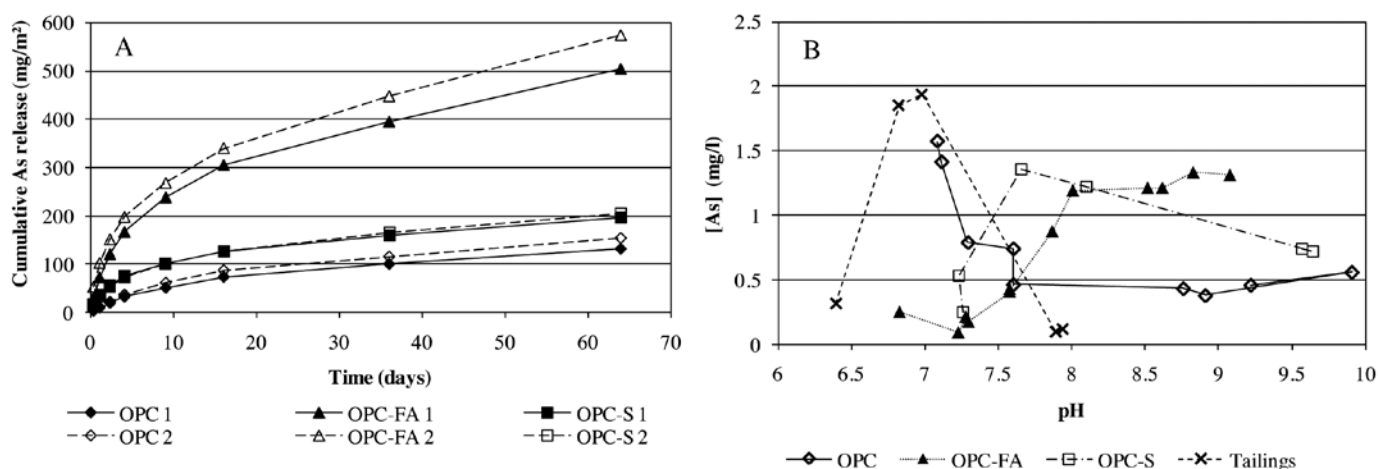 A
Cumulative As release (mg/m²)
600
500
400
300
200
100
0
0 10 20 30 40 50 60 70
Time (days)
OPC 1 OPC-FA 1 OPC-S 1
OPC 2 OPC-FA 2 OPC-S 2
B
[As] (mg/l)
2.5
2
1.5
1
0.5
0
6 6.5 7 7.5 8 8.5 9 9.5 10
pH
OPC OPC-FA OPC-S Tailings